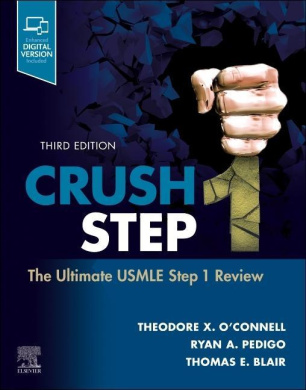 Enhanced
DIGITAL
VERSION
Included
THIRD EDITION
CRUSH
STEP 1
The Ultimate USMLE Step 1 Review
THEODORE X. O'CONNELL
RYAN A. PEDIGO
THOMAS E. BLAIR
ELSEVIER